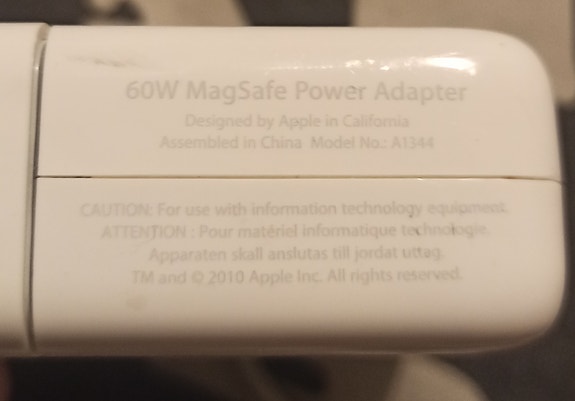 60W MagSafe Power Adapter
Designed by Apple in California
Assembled in China  Model No.: A1344
CAUTION: For use with information technology equipment.
ATTENTION : Pour matériel informatique technologie.
Apparaten skall anslutas till jordat uttag.
TM and © 2010 Apple Inc. All rights reserved.